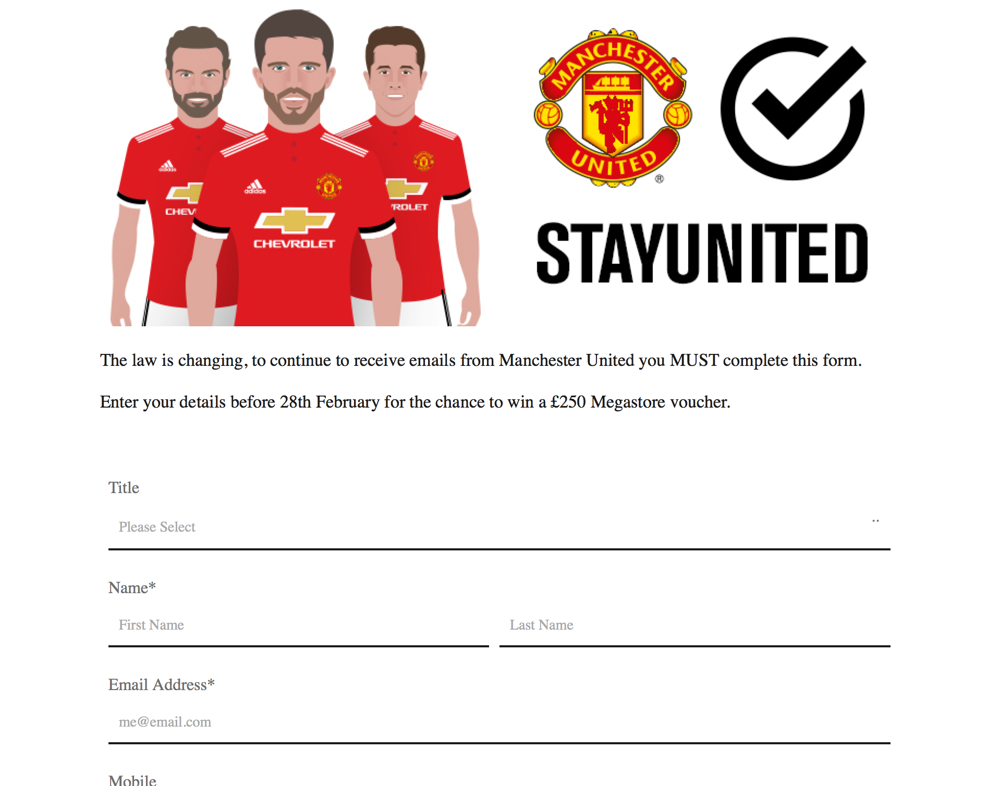 MANCHESTER
UNITED
®
STAYUNITED
adidas
CHEV
adidas
CHEVROLET
ROLET
The law is changing, to continue to receive emails from Manchester United you MUST complete this form.
Enter your details before 28th February for the chance to win a £250 Megastore voucher.
Title
Please Select
..
Name*
First Name
Last Name
Email Address*
me@email.com
Mobile